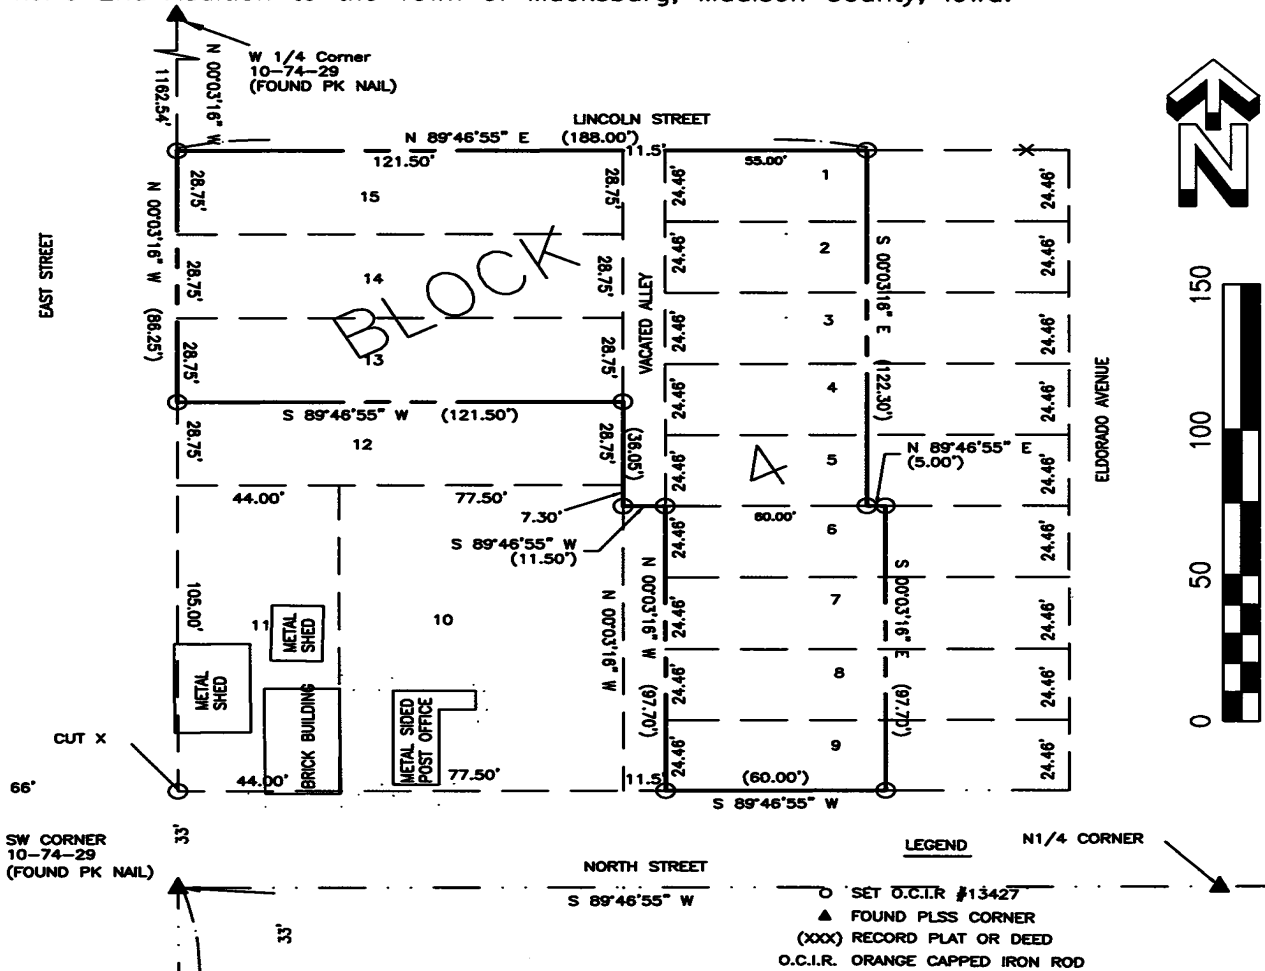 W 1/4 Corner
10-74-29
(FOUND PK NAIL)
N 00°03'16" W
1162.54'
LINCOLN STREET
N 89°46'55" E (188.00')
121.50'
11.5'
55.00'
28.75'
28.75'
24.46'
24.46'
15
1
N 00°03'16" W (86.25')
EAST STREET
BLOCK
28.75'
28.75'
24.46'
24.46'
14
2
VACATED ALLEY
S 00°03'16" E (122.30')
28.75'
28.75'
24.46'
24.46'
13
3
ELDORADO AVENUE
24.46'
24.46'
4
S 89°46'55" W (121.50')
28.75'
28.75'
(36.05')
12
4
24.46'
24.46'
5
N 89°46'55" E
(5.00')
44.00'
77.50'
7.30'
60.00'
S 89°46'55" W
(11.50')
24.46'
24.46'
6
N 00°03'16" W
N 00°03'16" W (97.70')
S 00°03'16" E (97.70')
105.00'
11
10
24.46'
24.46'
7
METAL
SHED
METAL
SHED
BRICK BUILDING
METAL SIDED
POST OFFICE
24.46'
24.46'
8
24.46'
24.46'
9
CUT X
44.00'
77.50'
11.5'
(60.00')
S 89°46'55" W
66'
33'
SW CORNER
10-74-29
(FOUND PK NAIL)
33'
NORTH STREET
S 89°46'55" W
N1/4 CORNER
LEGEND
SET O.C.I.R #13427
FOUND PLSS CORNER
(XXX) RECORD PLAT OR DEED
O.C.I.R. ORANGE CAPPED IRON ROD
N
150
100
50
0